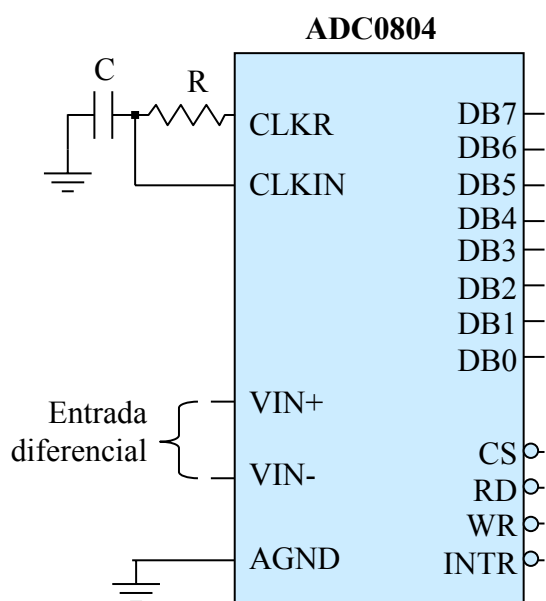 ADC0804
C
R
CLKR
CLKIN
VIN+
Entrada
diferencial
VIN-
AGND
DB7
DB6
DB5
DB4
DB3
DB2
DB1
DB0
CS
RD
WR
INTR